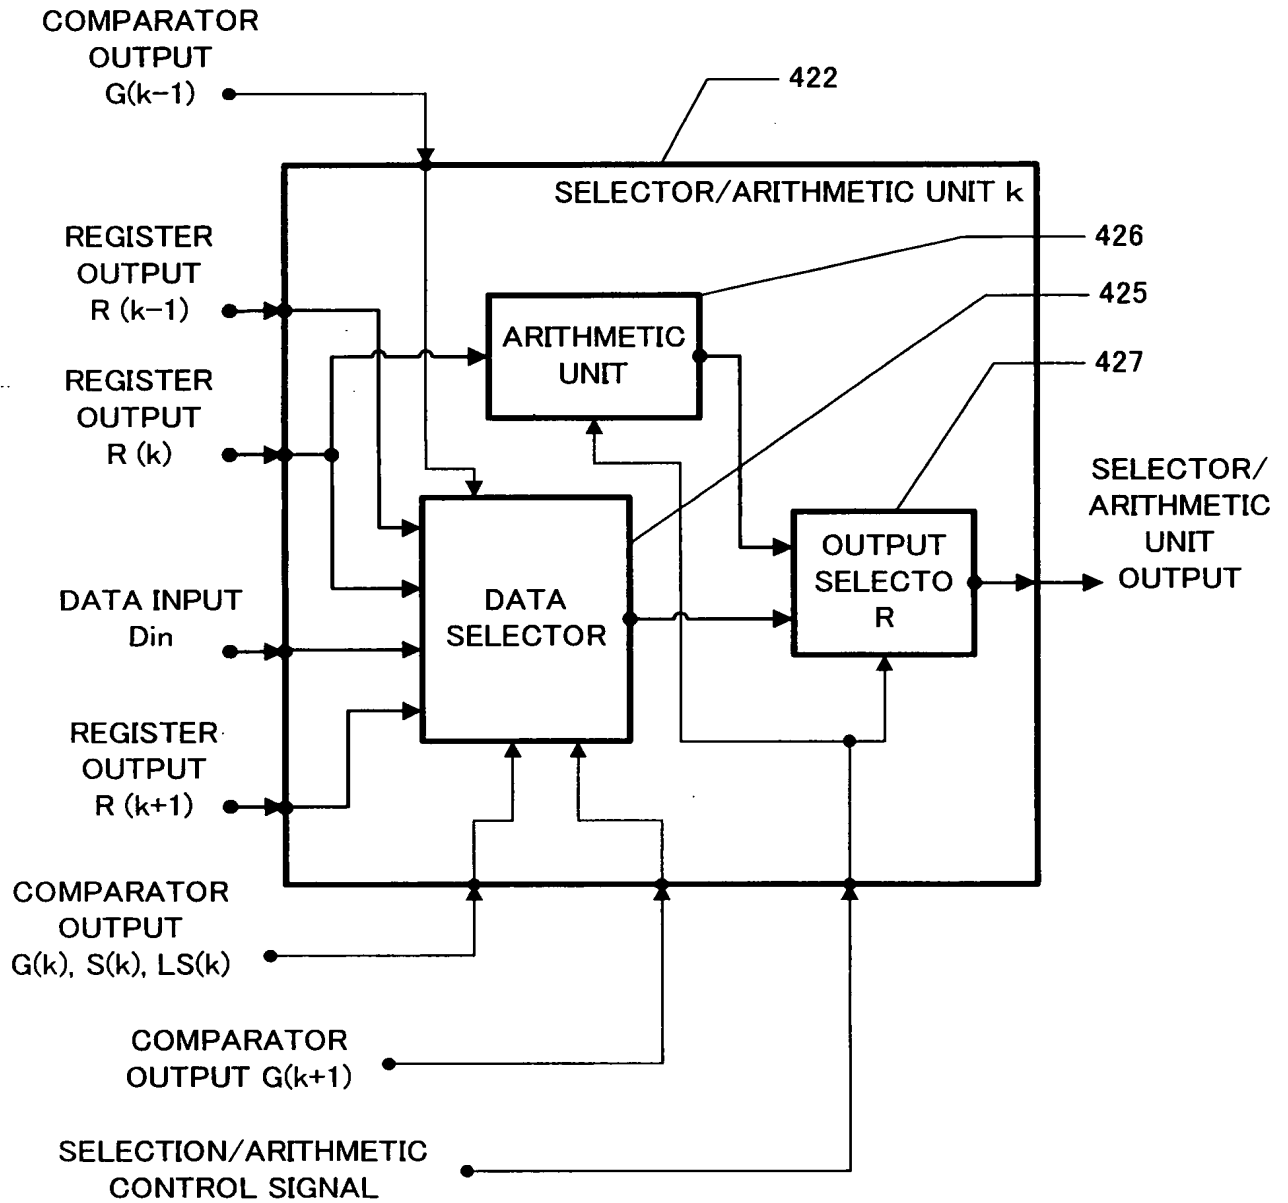 COMPARATOR
OUTPUT
G(k-1)
422
SELECTOR/ARITHMETIC UNIT k
REGISTER
OUTPUT
R (k-1)
426
425
ARITHMETIC
UNIT
427
REGISTER
OUTPUT
R (k)
SELECTOR/
ARITHMETIC
UNIT
OUTPUT
OUTPUT
SELECTO
R
DATA INPUT
Din
DATA
SELECTOR
REGISTER
OUTPUT
R (k+1)
COMPARATOR
OUTPUT
G(k), S(k), LS(k)
COMPARATOR
OUTPUT G(k+1)
SELECTION/ARITHMETIC
CONTROL SIGNAL